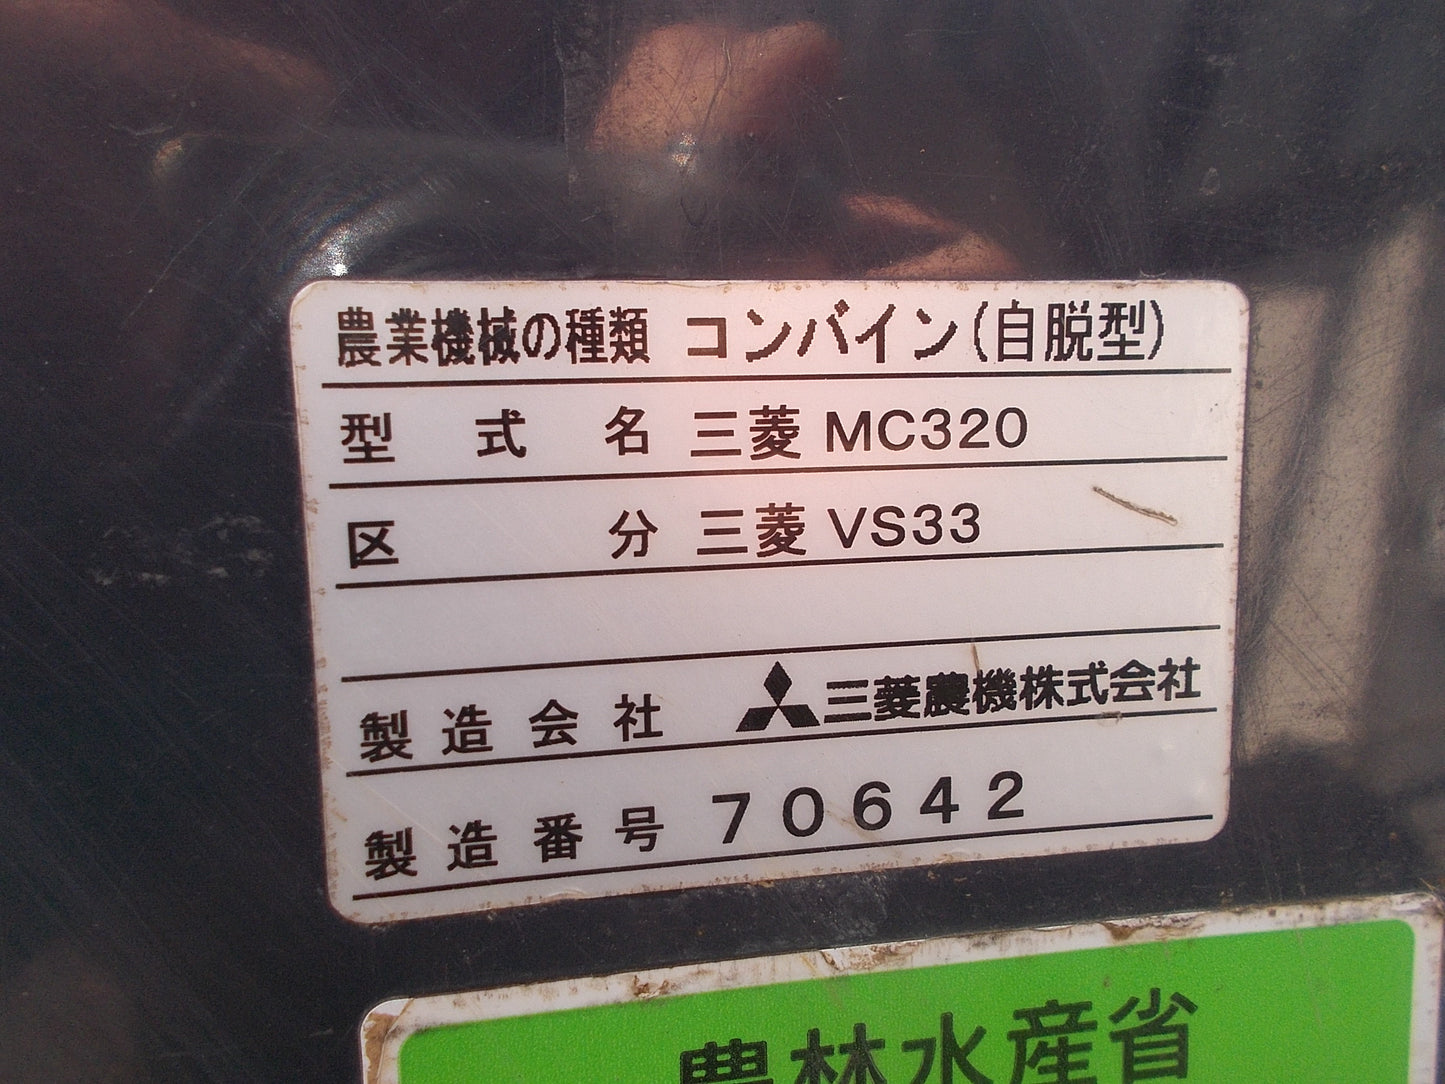 農業機械の種類 コンバイン(自脱型)
型式名 三菱 MC320
区分 三菱 VS33
製造会社 三菱農機株式会社
製造番号 70642
農林水産省